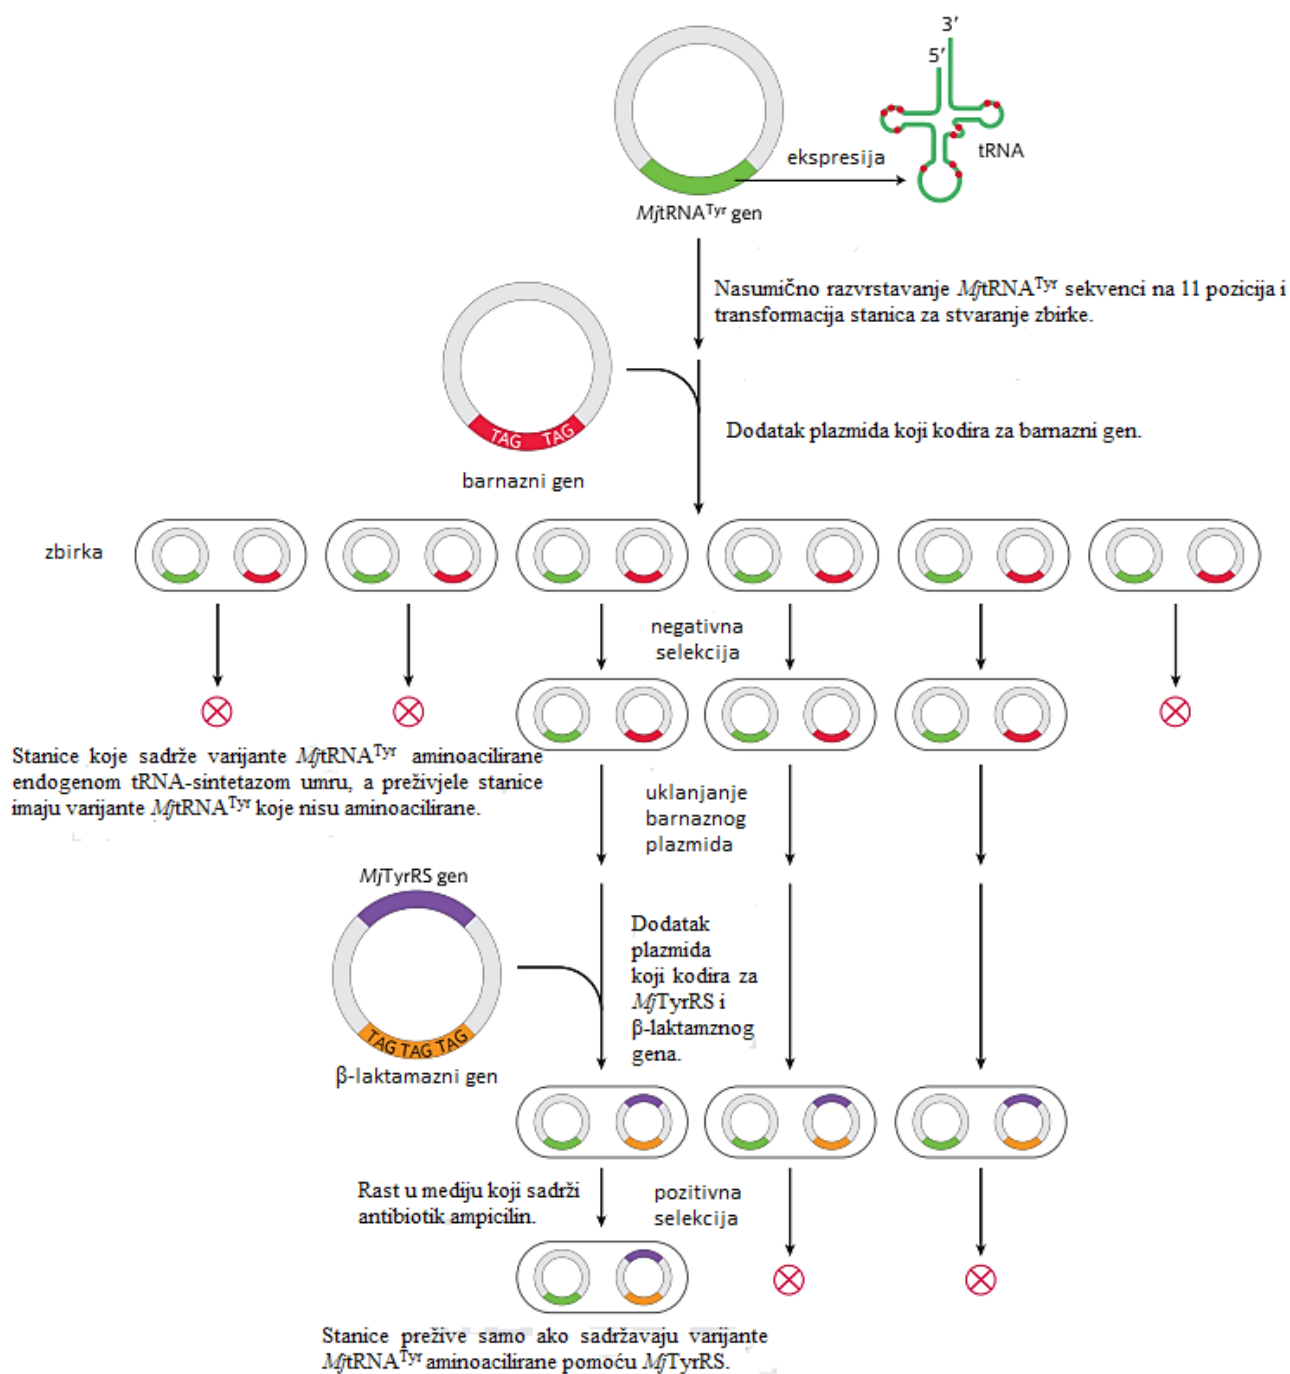 3′
5′
ekspresija
tRNA
MjtRNATyr gen
Nasumično razvrstavanje MjtRNATyr sekvenci na 11 pozicija i
transformacija stanica za stvaranje zbirke.
TAG TAG
Dodatak plazmida koji kodira za barnazni gen.
barnazni gen
zbirka
negativna
selekcija
Stanice koje sadrže varijante MjtRNATyr aminoacilirane
endogenom tRNA-sintetazom umru, a preživjele stanice
imaju varijante MjtRNATyr koje nisu aminoacilirane.
uklanjanje
barnaznog
plazmida
MjTyrRS gen
Dodatak
plazmida
koji kodira za
MjTyrRS i
β-laktamznog
gena.
TAG TAG TAG
β-laktamazni gen
Rast u mediju koji sadrži
antibiotik ampicilin.
pozitivna
selekcija
Stanice prežive samo ako sadržavaju varijante
MjtRNATyr aminoacilirane pomoću MjTyrRS.